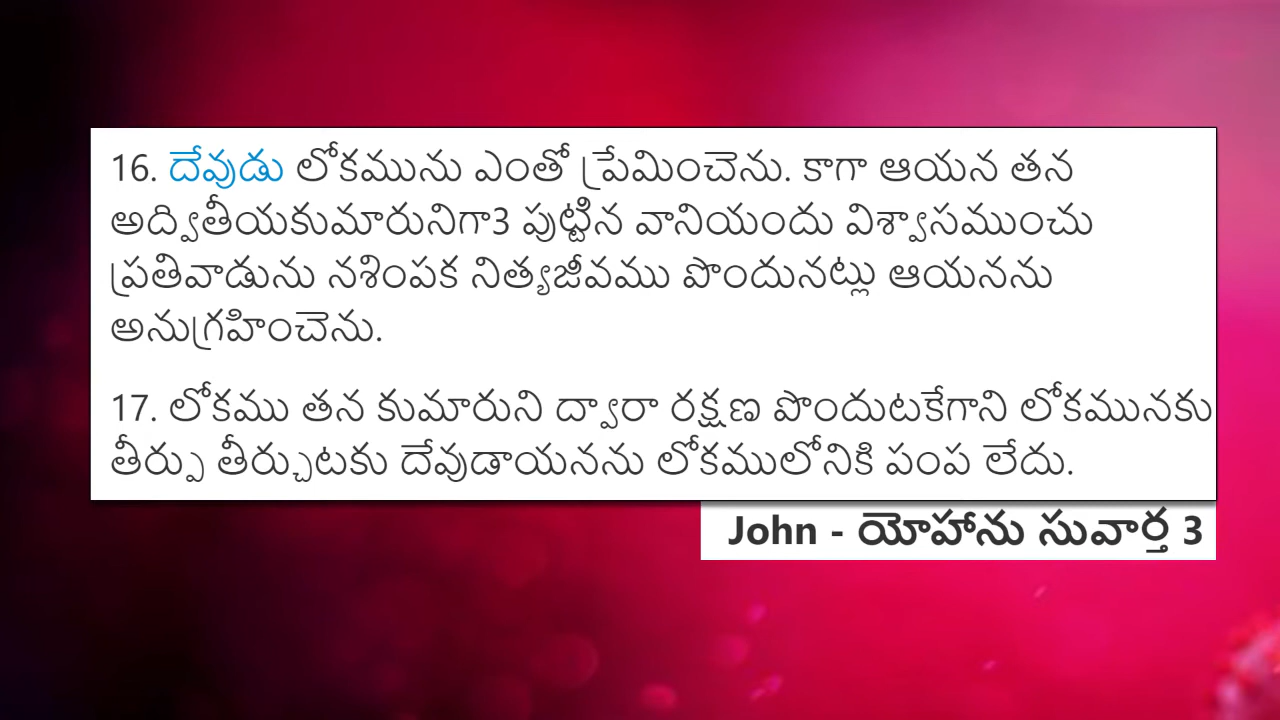 16. దేవుడు లోకమును ఎంతో ప్రేమించెను. కాగా ఆయన తన
అద్వితీయకుమారునిగా3 పుట్టిన వానియందు విశ్వాసముంచు
ప్రతివాడును నశింపక నిత్యజీవము పొందునట్లు ఆయనను
అనుగ్రహించెను.
17. లోకము తన కుమారుని ద్వారా రక్షణ పొందుటకేగాని లోకమునకు
తీర్పు తీర్చుటకు దేవుడాయనను లోకములోనికి పంప లేదు.
John - యోహాను సువార్త 3